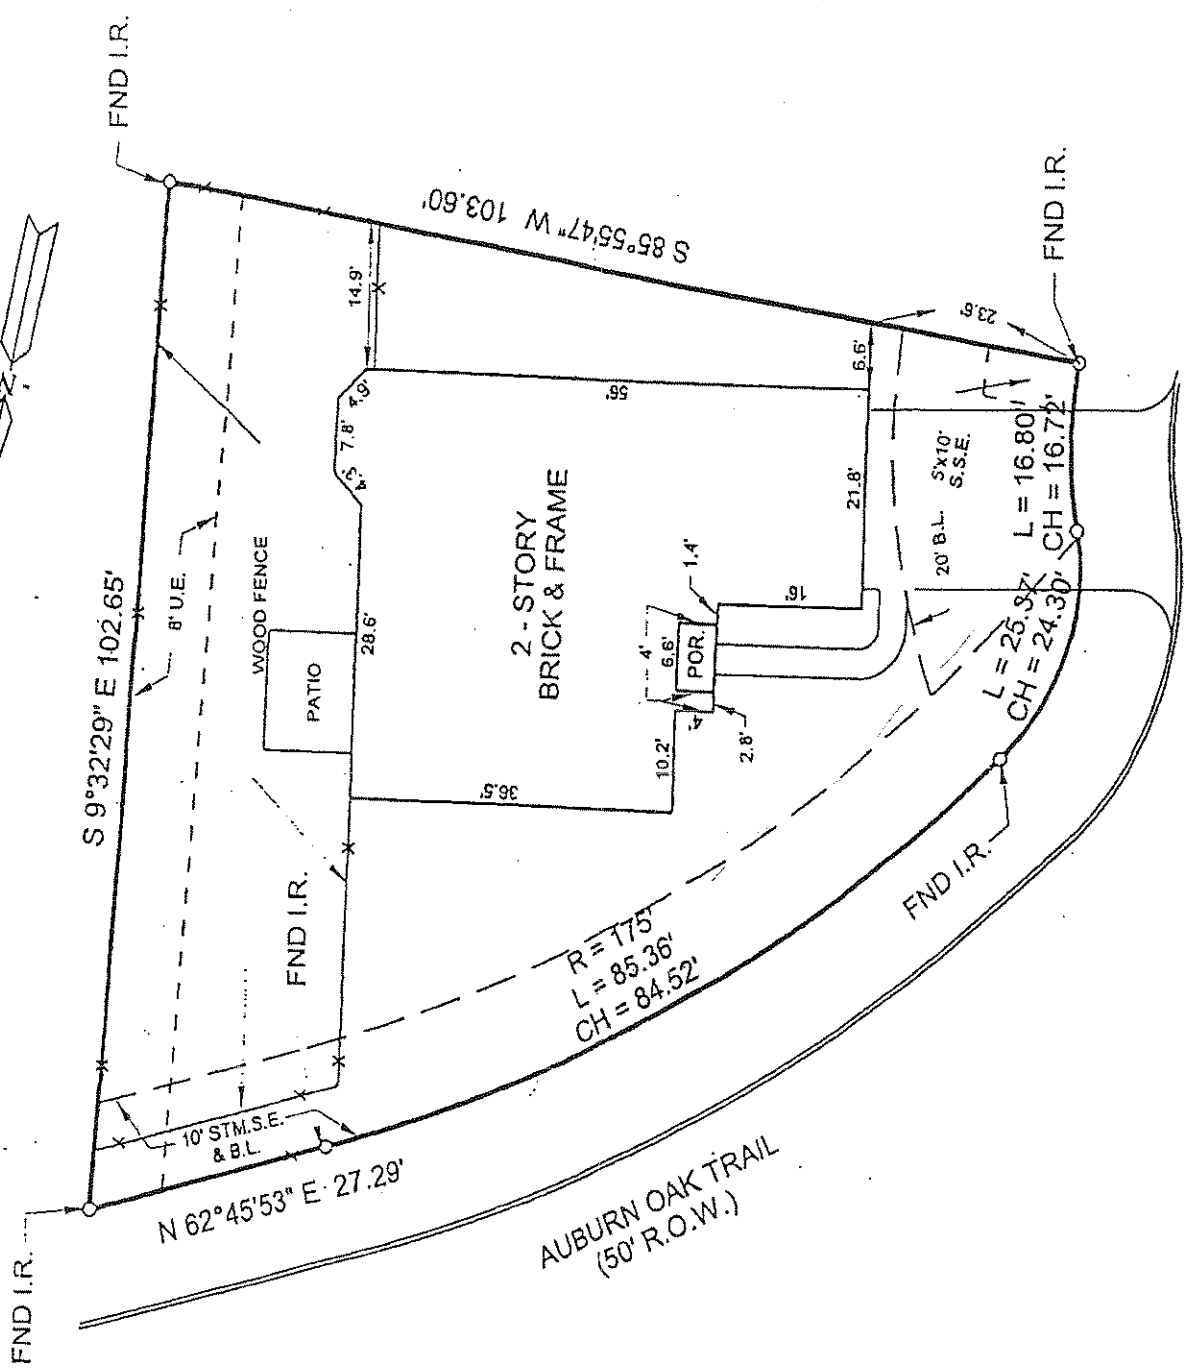 FND I.R.
N
S 85°55'47" W 103.60'
14.9'
S 9°32'29" E 102.65'
8' U.E.
WOOD FENCE
PATIO
28.6'
4.3'
7.8'
4.9'
56'
2 - STORY
BRICK & FRAME
36.5'
10.2'
4'
2.8'
4'
6.6'
POR.
1.4'
16'
21.8'
6.6'
23.6'
FND I.R.
5'x10'
S.S.E.
20' B.L.
L = 16.80'
CH = 16.72'
L = 25.37'
CH = 24.30'
FND I.R.
FND I.R.
R = 175'
L = 85.36'
CH = 84.52'
10' STM.S.E.
& B.L.
N 62°45'53" E 27.29'
FND I.R.
AUBURN OAK TRAIL
(50' R.O.W.)